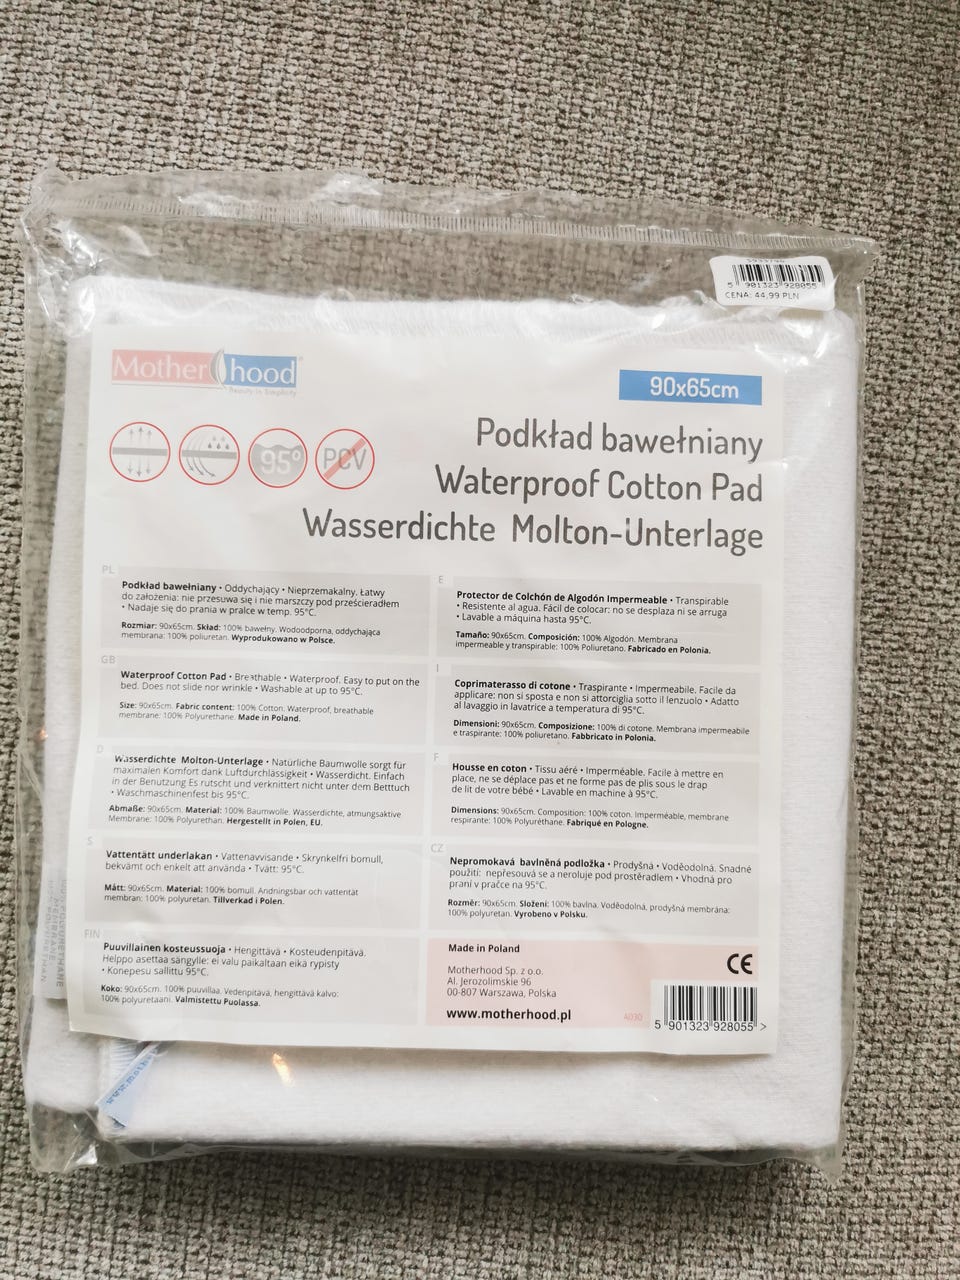 5933796
5 901323 928055
CENA: 44,99 PLN
Motherhood®
Beauty in Simplicity
90x65cm
95° PCV
Podkład bawełniany
Waterproof Cotton Pad
Wasserdichte Molton-Unterlage
PL
Podkład bawełniany • Oddychający • Nieprzemakalny. Łatwy
do założenia: nie przesuwa się i nie marszczy pod prześcieradłem
• Nadaje się do prania w pralce w temp. 95°C.
Rozmiar: 90x65cm. Skład: 100% bawełny. Wodoodporna, oddychająca
membrana: 100% poliuretan. Wyprodukowano w Polsce.
GB
Waterproof Cotton Pad • Breathable • Waterproof. Easy to put on the
bed. Does not slide nor wrinkle • Washable at up to 95°C.
Size: 90x65cm. Fabric content: 100% Cotton. Waterproof, breathable
membrane: 100% Polyurethane. Made in Poland.
D
Wasserdichte Molton-Unterlage • Natürliche Baumwolle sorgt für
maximalen Komfort dank Luftdurchlässigkeit • Wasserdicht. Einfach
in der Benutzung Es rutscht und verknittert nicht unter dem Betttuch
• Waschmaschinenfest bis 95°C.
Abmaße: 90x65cm. Material: 100% Baumwolle. Wasserdichte, atmungsaktive
Membrane: 100% Polyurethan. Hergestellt in Polen, EU.
S
Vattentätt underlakan • Vattenavvisande • Skrynkelfri bomull,
bekvämt och enkelt att använda • Tvätt: 95°C.
Mått: 90x65cm. Material: 100% bomull. Andningsbar och vattentät
membran: 100% polyuretan. Tillverkad i Polen.
FIN
Puuvillainen kosteussuoja • Hengittävä • Kosteudenpitävä.
Helppo asettaa sängylle: ei valu paikaltaan eikä rypisty
• Konepesu sallittu 95°C.
Koko: 90x65cm. 100% puuvillaa. Vedenpitävä, hengittävä kalvo:
100% polyuretaani. Valmistettu Puolassa.
E
Protector de Colchón de Algodón Impermeable • Transpirable
• Resistente al agua. Fácil de colocar: no se desplaza ni se arruga
• Lavable a máquina hasta 95°C.
Tamaño: 90x65cm. Composición: 100% Algodón. Membrana
impermeable y transpirable: 100% Poliuretano. Fabricado en Polonia.
I
Coprimaterasso di cotone • Traspirante • Impermeabile. Facile da
applicare: non si sposta e non si attorciglia sotto il lenzuolo • Adatto
al lavaggio in lavatrice a temperatura di 95°C.
Dimensioni: 90x65cm. Composizione: 100% di cotone. Membrana impermeabile
e traspirante: 100% poliuretano. Fabbricato in Polonia.
F
Housse en coton • Tissu aéré • Imperméable. Facile à mettre en
place, ne se déplace pas et ne forme pas de plis sous le drap
de lit de votre bébé • Lavable en machine à 95°C.
Dimensions: 90x65cm. Composition: 100% coton. Imperméable, membrane
respirante: 100% Polyuréthane. Fabriqué en Pologne.
CZ
Nepromokavá bavlněná podložka • Prodyšná • Voděodolná. Snadné
použití: nepřesouvá se a neroluje pod prostěradlem • Vhodná pro
praní v pračce na 95°C.
Rozměr: 90x65cm. Složení: 100% bavlna. Voděodolná, prodyšná membrána:
100% polyuretan. Vyrobeno v Polsku.
Made in Poland
Motherhood Sp. z o.o.
Al. Jerozolimskie 96
00-807 Warszawa, Polska
www.motherhood.pl
A030
CE
5 901323 928055 >